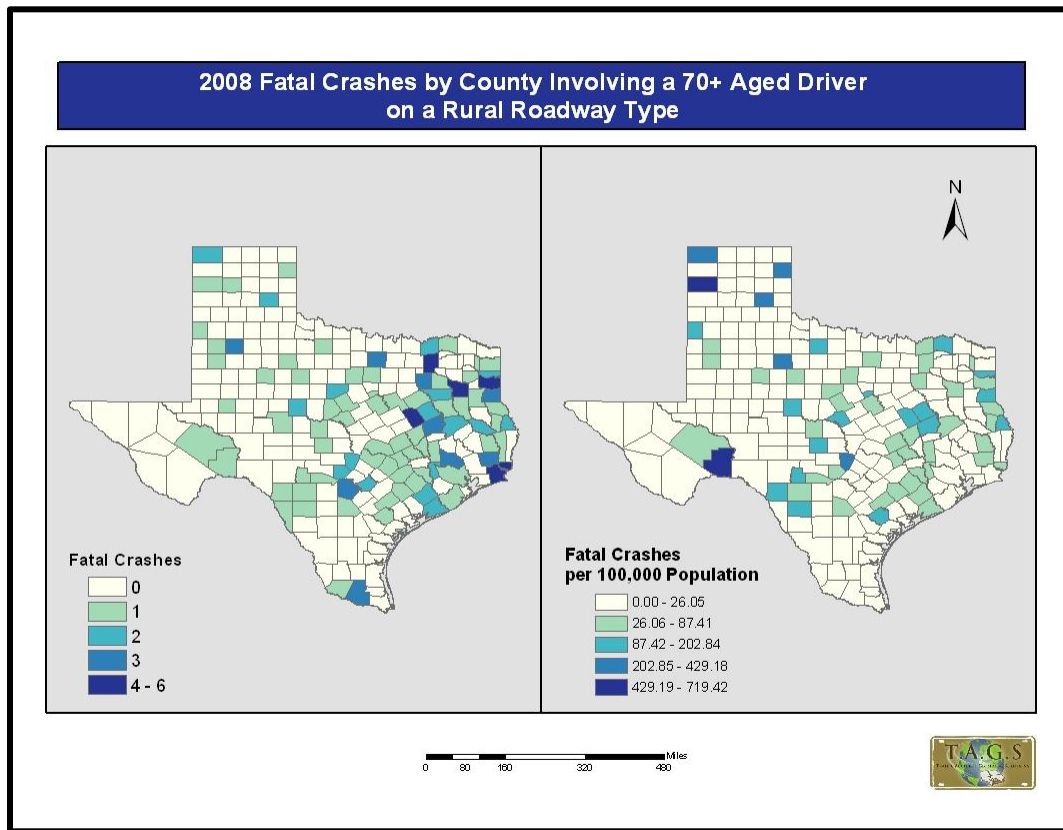 2008 Fatal Crashes by County Involving a 70+ Aged Driver
on a Rural Roadway Type
N
Fatal Crashes
0
1
2
3
4 - 6
Fatal Crashes
per 100,000 Population
0.00 - 26.05
26.06 - 87.41
87.42 - 202.84
202.85 - 429.18
429.19 - 719.42
Miles
0 80 160 320 480
T.A.G.S